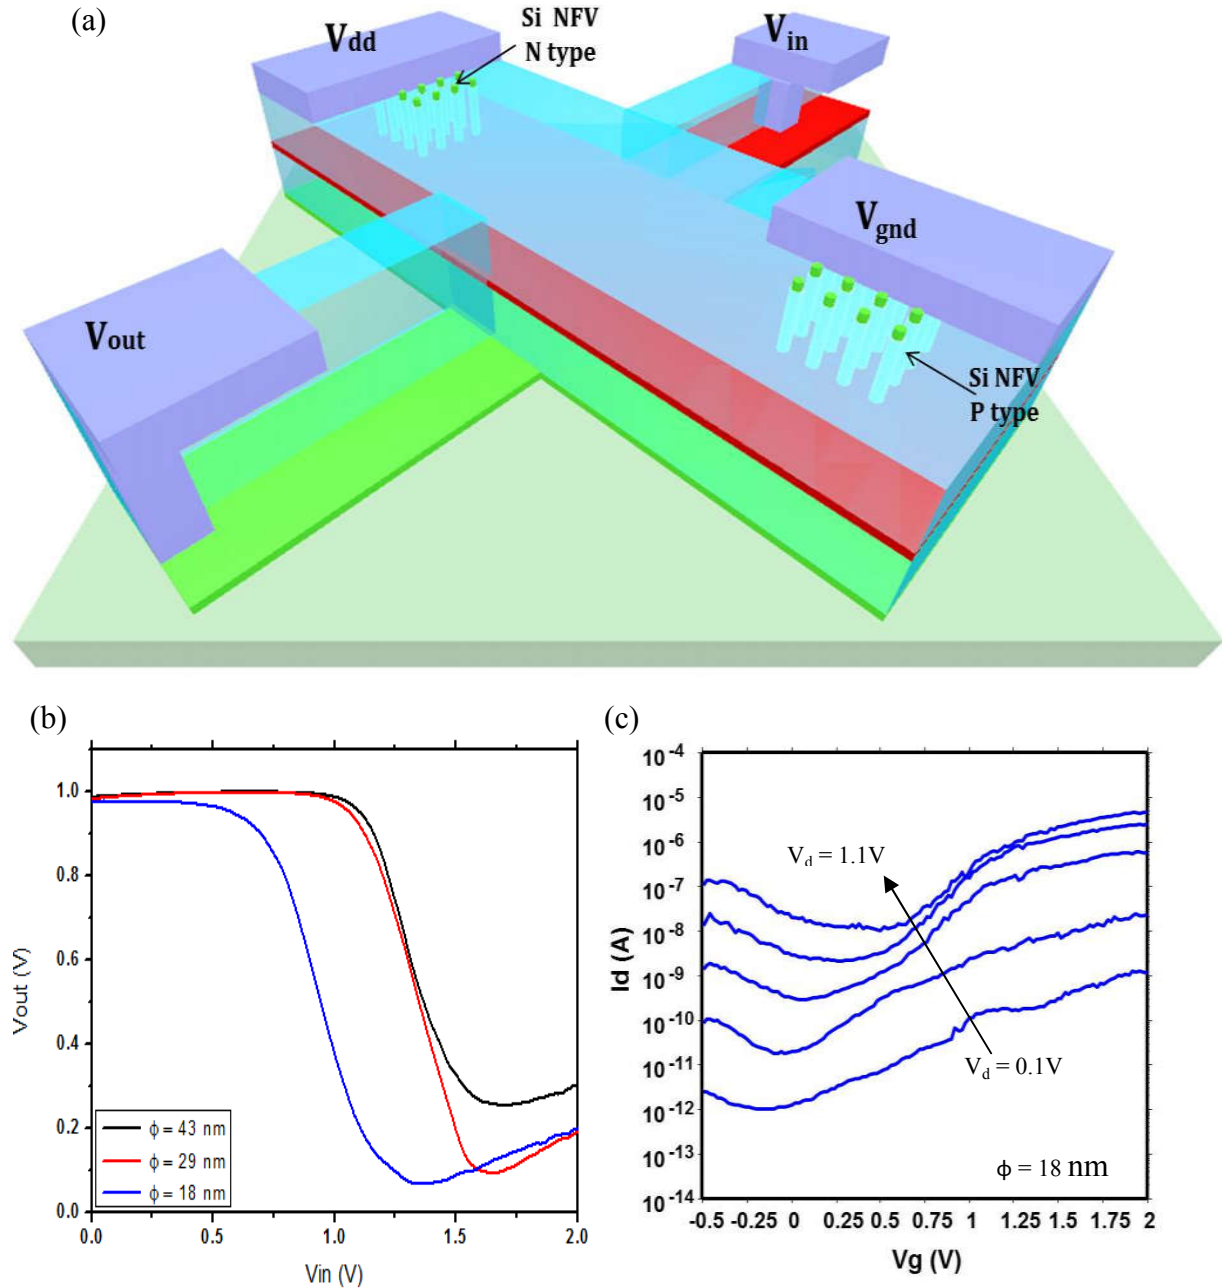 (a)
Si NFV
N type
Vdd
Vin
Vgnd
Vout
Si NFV
P type
(b)
Vout (V)
1.0
0.8
0.6
0.4
0.2
0.0
ϕ = 43 nm
ϕ = 29 nm
ϕ = 18 nm
0.0 0.5 1.0 1.5 2.0
Vin (V)
(c)
Id (A)
10-4
10-5
10-6
10-7
10-8
10-9
10-10
10-11
10-12
10-13
10-14
Vd = 1.1V
Vd = 0.1V
ϕ = 18 nm
-0.5 -0.25 0 0.25 0.5 0.75 1 1.25 1.5 1.75 2
Vg (V)